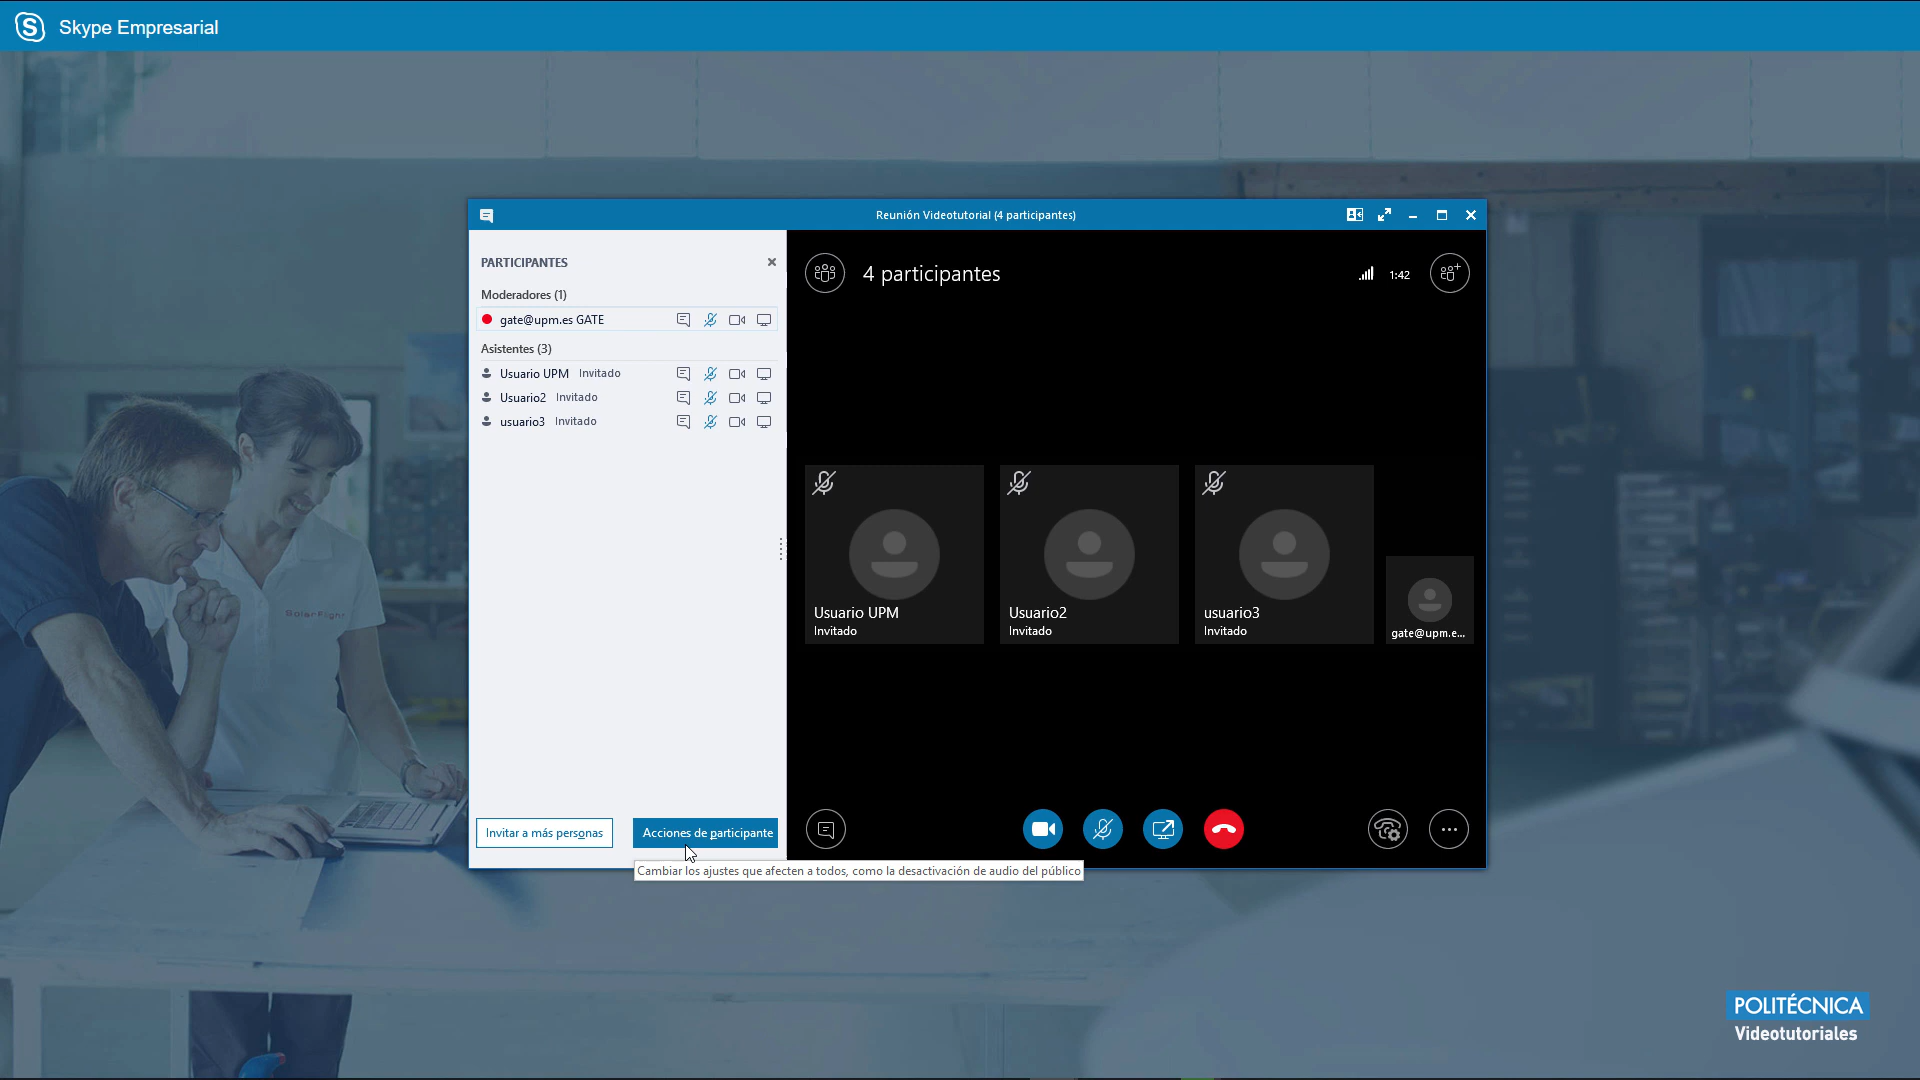 Skype Empresarial
Reunión Videotutorial (4 participantes)
PARTICIPANTES
Moderadores (1)
gate@upm.es GATE
Asistentes (3)
Usuario UPM Invitado
Usuario2 Invitado
usuario3 Invitado
Invitar a más personas
Acciones de participante
Cambiar los ajustes que afecten a todos, como la desactivación de audio del público
4 participantes
1:42
Usuario UPM
Invitado
Usuario2
Invitado
usuario3
Invitado
gate@upm.e...
SolarFlight
POLITÉCNICA
Videotutoriales